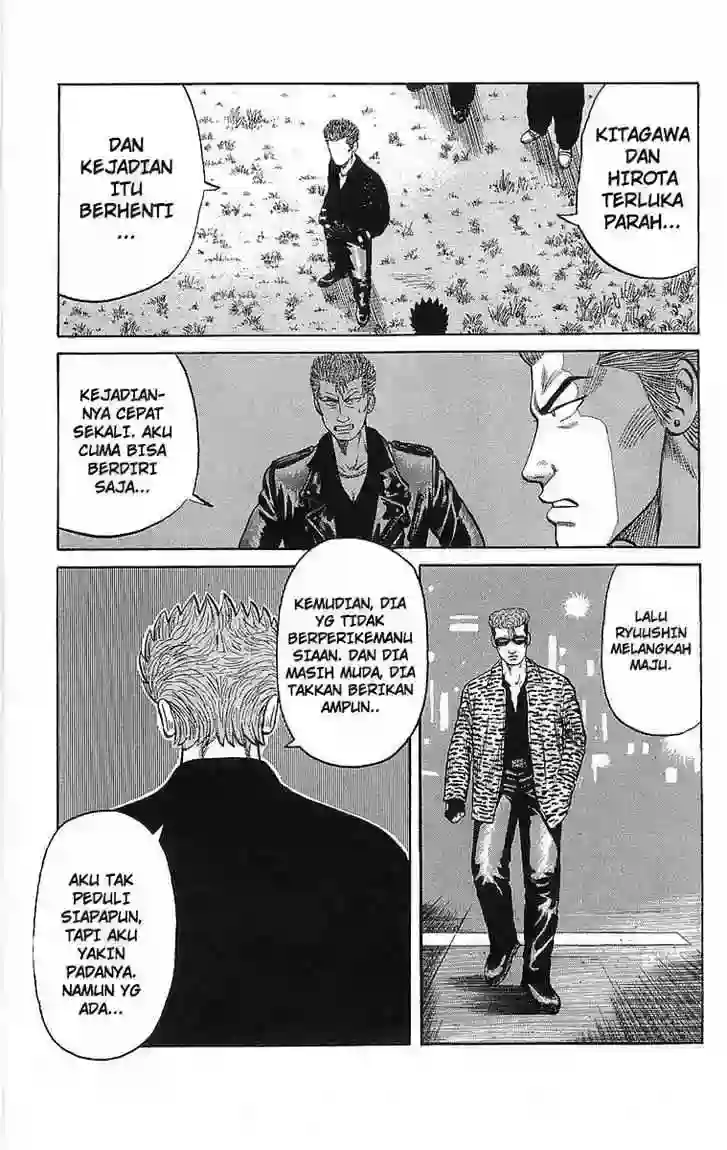 KITAGAWA
DAN
HIROTA
TERLUKA
PARAH...
DAN
KEJADIAN
ITU
BERHENTI
...
KEJADIAN-
NYA CEPAT
SEKALI. AKU
CUMA BISA
BERDIRI
SAJA...
LALU
RYUUSHIN
MELANGKAH
MAJU.
KEMUDIAN, DIA
YG TIDAK
BERPERIKEMANU
SIAAN. DAN DIA
MASIH MUDA, DIA
TAKKAN BERIKAN
AMPUN..
AKU TAK
PEDULI
SIAPAPUN,
TAPI AKU
YAKIN
PADANYA.
NAMUN YG
ADA...